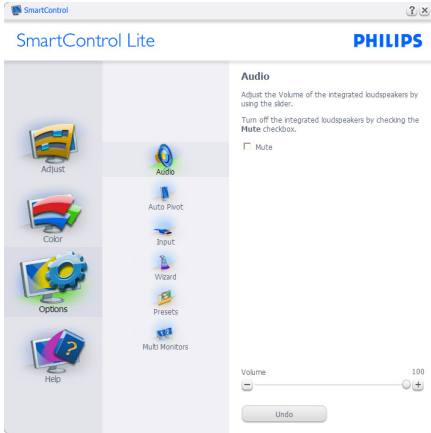 SmartControl
? ×
SmartControl Lite
PHILIPS
Adjust
Color
Options
Help
Audio
Auto Pivot
Input
Wizard
Presets
Multi Monitors
Audio
Adjust the Volume of the integrated loudspeakers by
using the slider.
Turn off the integrated loudspeakers by checking the
Mute checkbox.
Mute
Volume 100
Undo